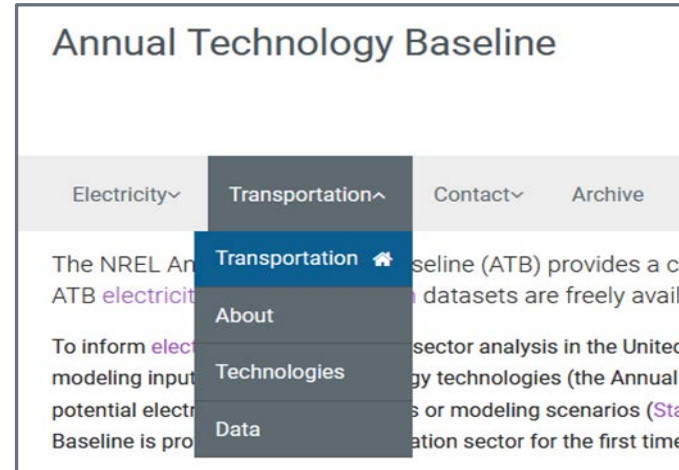 Annual Technology Baseline
Electricity Transportation Contact Archive
Transportation
About
Technologies
Data
The NREL An seline (ATB) provides a c
ATB electricit datasets are freely avail
To inform elect sector analysis in the United
modeling input gy technologies (the Annual
potential electr s or modeling scenarios (Sta
Baseline is pro ation sector for the first time